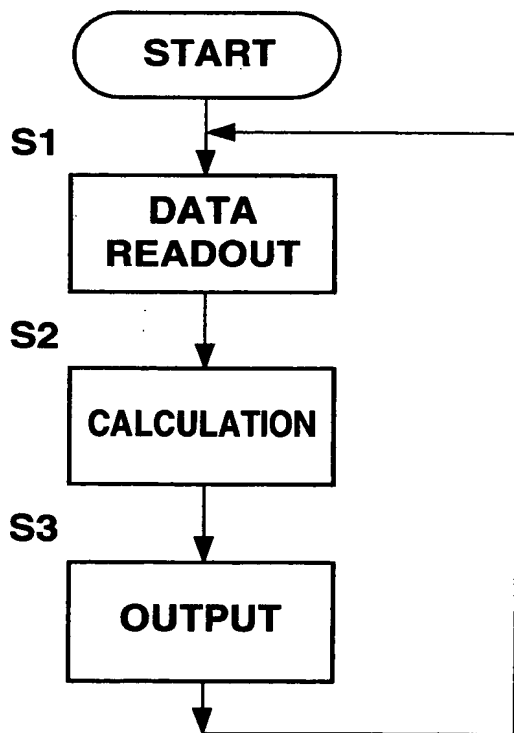 START
S1
DATA
READOUT
S2
CALCULATION
S3
OUTPUT